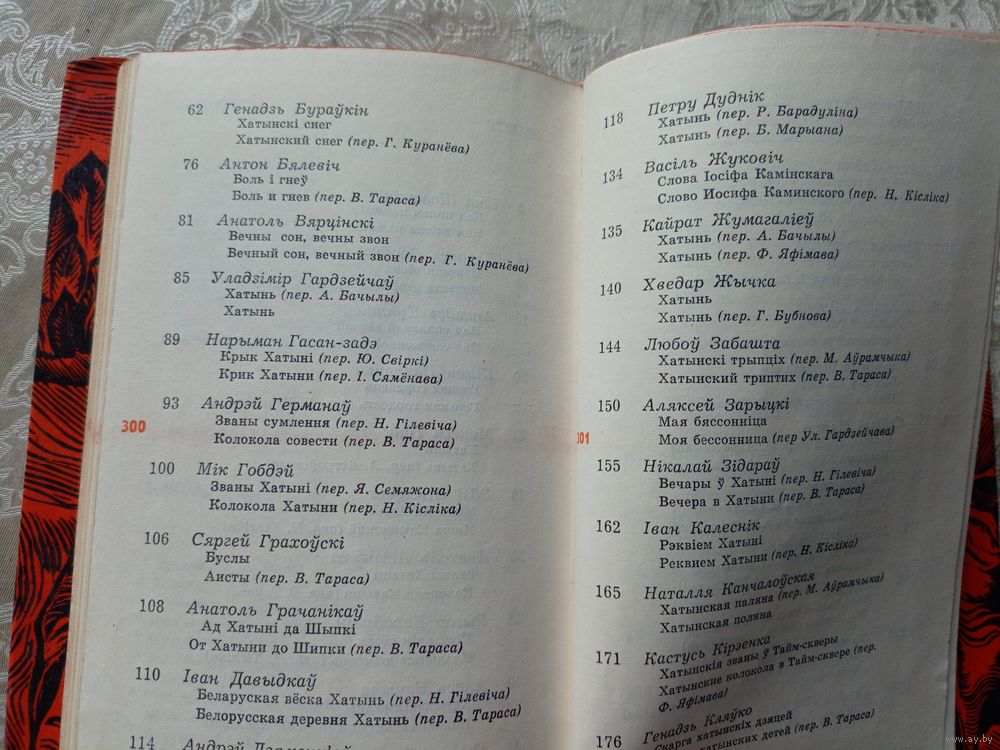 62 Генадзь Бураўкін
Хатынскі снег
Хатынский снег (пер. Г. Куранёва)
76 Антон Бялевіч
Боль і гнеў
Боль и гнев (пер. В. Тараса)
81 Анатоль Вярцінскі
Вечны сон, вечны звон
Вечный сон, вечный звон (пер. Г. Куранёва)
85 Уладзімір Гардзейчаў
Хатынь (пер. А. Бачылы)
Хатынь
89 Нарыман Гасан-задэ
Крык Хатыні (пер. Ю. Свіркі)
Крик Хатыни (пер. І. Сямёнава)
93 Андрэй Германаў
Званы сумлення (пер. Н. Гілевіча)
Колокола совести (пер. В. Тараса)
300
100 Мік Гобдэй
Званы Хатыні (пер. Я. Семяжона)
Колокола Хатыни (пер. Н. Кісліка)
106 Сяргей Грахоўскі
Буслы
Аисты (пер. В. Тараса)
108 Анатоль Грачанікаў
Ад Хатыні да Шыпкі
От Хатыни до Шипки (пер. В. Тараса)
110 Іван Давыдкаў
Беларуская вёска Хатынь (пер. Н. Гілевіча)
Белорусская деревня Хатынь (пер. В. Тараса)
114 Андрэй
118 Петру Дуднік
Хатынь (пер. Р. Барадуліна)
Хатынь (пер. Б. Марыана)
134 Васіль Жуковіч
Слова Іосіфа Камінскага
Слово Иосифа Каминского (пер. Н. Кісліка)
135 Кайрат Жумагаліеў
Хатынь (пер. А. Бачылы)
Хатынь (пер. Ф. Яфімава)
140 Хведар Жычка
Хатынь
Хатынь (пер. Г. Бубнова)
144 Любоў Забашта
Хатынскі трыпціх (пер. М. Аўрамчыка)
Хатынский триптих (пер. В. Тараса)
150 Аляксей Зарыцкі
Мая бяссонніца
Моя бессонница (пер Ул. Гардзейчава)
301
155 Нікалай Зідараў
Вечары ў Хатыні (пер. Н. Гілевіча)
Вечера в Хатыни (пер. В. Тараса)
162 Іван Калеснік
Рэквіем Хатыні
Реквием Хатыни (пер. Н. Кісліка)
165 Наталля Канчалоўская
Хатынская паляна (пер. М. Аўрамчыка)
Хатынская поляна
171 Кастусь Кірэенка
Хатынскія званы ў Тайм-скверы
Хатынские колокола в Тайм-сквере (пер.
Ф. Яфімава)
176 Генадзь Кляўко
Скарга хатынскіх дзяцей
хатынских детей (пер. В. Тараса)
www.ay.by